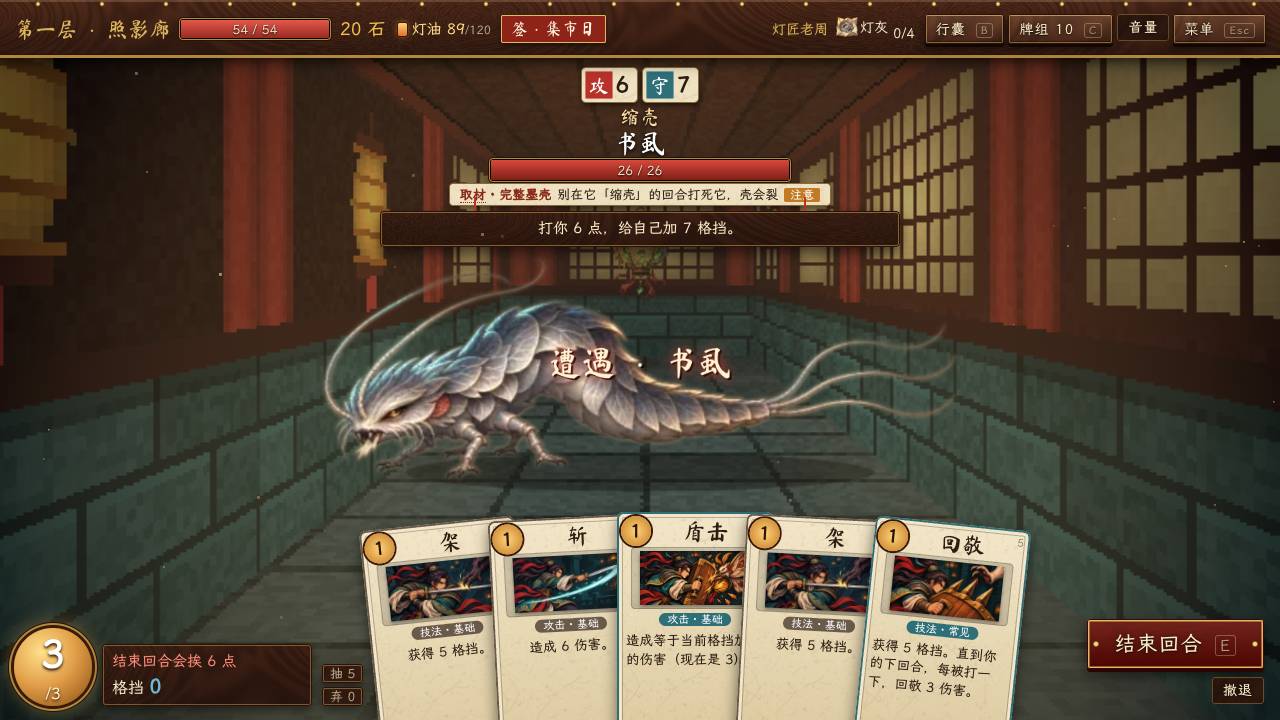 第一层 · 照影廊
54 / 54
20 石
灯油 89/120
签 · 集市日
灯匠老周
灯灰 0/4
行囊 B
牌组 10 C
音量
菜单 Esc
攻 6 守 7
缩壳
书虱
26 / 26
取材 · 完整墨壳 别在它「缩壳」的回合打死它，壳会裂 注意
打你 6 点，给自己加 7 格挡。
遭遇 · 书虱
1 架
技法 · 基础
获得 5 格挡。
1 斩
攻击 · 基础
造成 6 伤害。
1 盾击
攻击 · 基础
造成等于当前格挡加
的伤害（现在是 3）
1 架
技法 · 基础
获得 5 格挡。
1 回敬 5
技法 · 常见
获得 5 格挡。直到你
的下回合，每被打一
下，回敬 3 伤害。
3
/3
结束回合会挨 6 点
格挡 0
抽 5
弃 0
结束回合 E
撤退